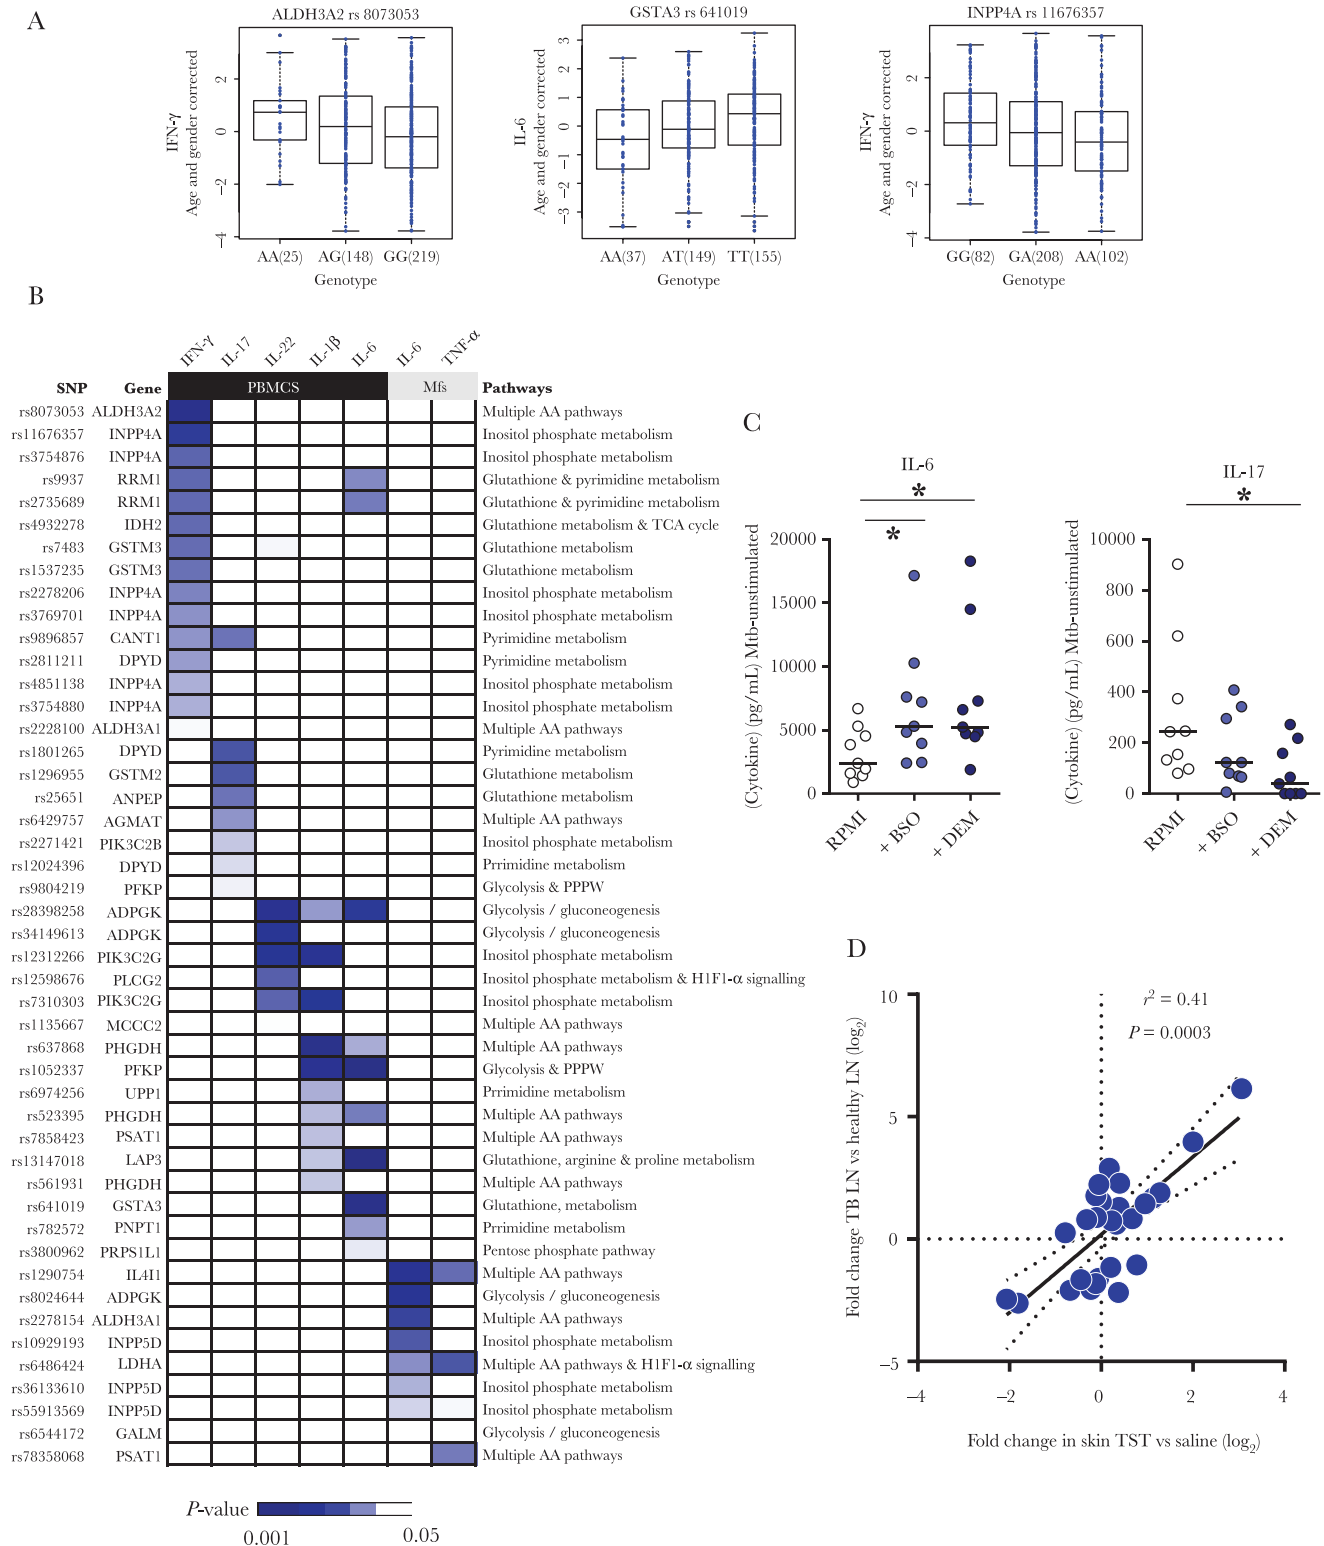 A
ALDH3A2 rs 8073053
IFN-γ
Age and gender corrected
2
0
−2
−4
AA(25) AG(148) GG(219)
Genotype
GSTA3 rs 641019
IL-6
Age and gender corrected
3
2
1
0
−1
−2
−3
AA(37) AT(149) TT(155)
Genotype
INPP4A rs 11676357
IFN-γ
Age and gender corrected
2
0
−2
−4
GG(82) GA(208) AA(102)
Genotype
B
IFN-γ IL-17 IL-22 IL-1β IL-6 IL-6 TNF-α
SNP Gene PBMCS Mfs Pathways
rs8073053 ALDH3A2 Multiple AA pathways
rs11676357 INPP4A Inositol phosphate metabolism
rs3754876 INPP4A Inositol phosphate metabolism
rs9937 RRM1 Glutathione & pyrimidine metabolism
rs2735689 RRM1 Glutathione & pyrimidine metabolism
rs4932278 IDH2 Glutathione metabolism & TCA cycle
rs7483 GSTM3 Glutathione metabolism
rs1537235 GSTM3 Glutathione metabolism
rs2278206 INPP4A Inositol phosphate metabolism
rs3769701 INPP4A Inositol phosphate metabolism
rs9896857 CANT1 Pyrimidine metabolism
rs2811211 DPYD Pyrimidine metabolism
rs4851138 INPP4A Inositol phosphate metabolism
rs3754880 INPP4A Inositol phosphate metabolism
rs2228100 ALDH3A1 Multiple AA pathways
rs1801265 DPYD Pyrimidine metabolism
rs1296955 GSTM2 Glutathione metabolism
rs25651 ANPEP Glutathione metabolism
rs6429757 AGMAT Multiple AA pathways
rs2271421 PIK3C2B Inositol phosphate metabolism
rs12024396 DPYD Prrimidine metabolism
rs9804219 PFKP Glycolysis & PPPW
rs28398258 ADPGK Glycolysis / gluconeogenesis
rs34149613 ADPGK Glycolysis / gluconeogenesis
rs12312266 PIK3C2G Inositol phosphate metabolism
rs12598676 PLCG2 Inositol phosphate metabolism & H1F1-α signalling
rs7310303 PIK3C2G Inositol phosphate metabolism
rs1135667 MCCC2 Multiple AA pathways
rs637868 PHGDH Multiple AA pathways
rs1052337 PFKP Glycolysis & PPPW
rs6974256 UPP1 Prrimidine metabolism
rs523395 PHGDH Multiple AA pathways
rs7858423 PSAT1 Multiple AA pathways
rs13147018 LAP3 Glutathione, arginine & proline metabolism
rs561931 PHGDH Multiple AA pathways
rs641019 GSTA3 Glutathione, metabolism
rs782572 PNPT1 Prrimidine metabolism
rs3800962 PRPS1L1 Pentose phosphate pathway
rs1290754 IL4I1 Multiple AA pathways
rs8024644 ADPGK Glycolysis / gluconeogenesis
rs2278154 ALDH3A1 Multiple AA pathways
rs10929193 INPP5D Inositol phosphate metabolism
rs6486424 LDHA Multiple AA pathways & H1F1-α signalling
rs36133610 INPP5D Inositol phosphate metabolism
rs55913569 INPP5D Inositol phosphate metabolism
rs6544172 GALM Glycolysis / gluconeogenesis
rs78358068 PSAT1 Multiple AA pathways
P-value
0.001 0.05
C
IL-6
*
*
(Cytokine) (pg/mL) Mtb-unstimulated
20000
15000
10000
5000
0
RPMI + BSO + DEM
IL-17
*
(Cytokine) (pg/mL) Mtb-unstimulated
10000
800
600
400
200
0
RPMI + BSO + DEM
D
r² = 0.41
P = 0.0003
Fold change TB LN vs healthy LN (log₂)
10
5
0
−5
−4 −2 0 2 4
Fold change in skin TST vs saline (log₂)